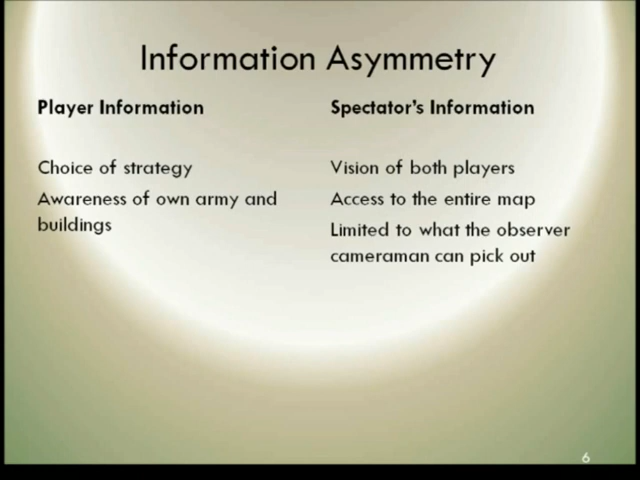 Information Asymmetry
Player Information
Choice of strategy
Awareness of own army and
buildings
Spectator's Information
Vision of both players
Access to the entire map
Limited to what the observer
cameraman can pick out
6